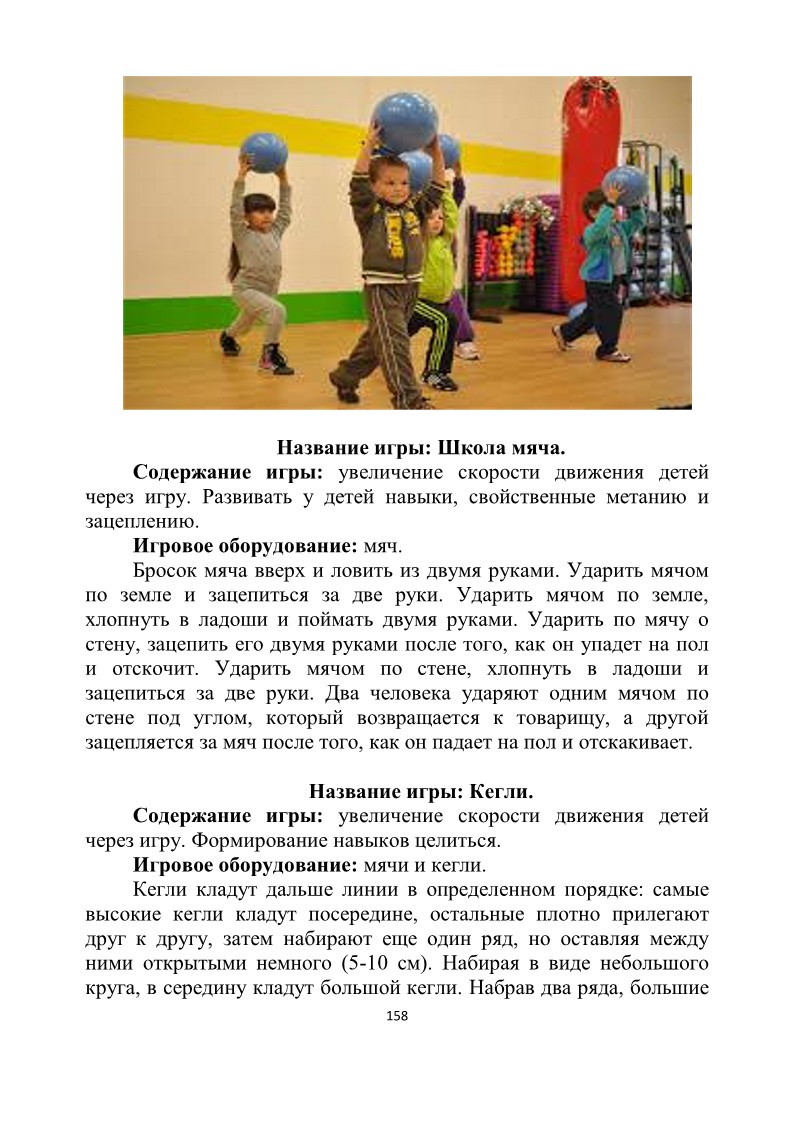 Название игры: Школа мяча.
Содержание игры: увеличение скорости движения детей
через игру. Развивать у детей навыки, свойственные метанию и
зацеплению.
Игровое оборудование: мяч.
Бросок мяча вверх и ловить из двумя руками. Ударить мячом
по земле и зацепиться за две руки. Ударить мячом по земле,
хлопнуть в ладоши и поймать двумя руками. Ударить по мячу о
стену, зацепить его двумя руками после того, как он упадет на пол
и отскочит. Ударить мячом по стене, хлопнуть в ладоши и
зацепиться за две руки. Два человека ударяют одним мячом по
стене под углом, который возвращается к товарищу, а другой
зацепляется за мяч после того, как он падает на пол и отскакивает.
Название игры: Кегли.
Содержание игры: увеличение скорости движения детей
через игру. Формирование навыков целиться.
Игровое оборудование: мячи и кегли.
Кегли кладут дальше линии в определенном порядке: самые
высокие кегли кладут посередине, остальные плотно прилегают
друг к другу, затем набирают еще один ряд, но оставляя между
ними открытыми немного (5-10 см). Набирая в виде небольшого
круга, в середину кладут большой кегли. Набрав два ряда, большие
158